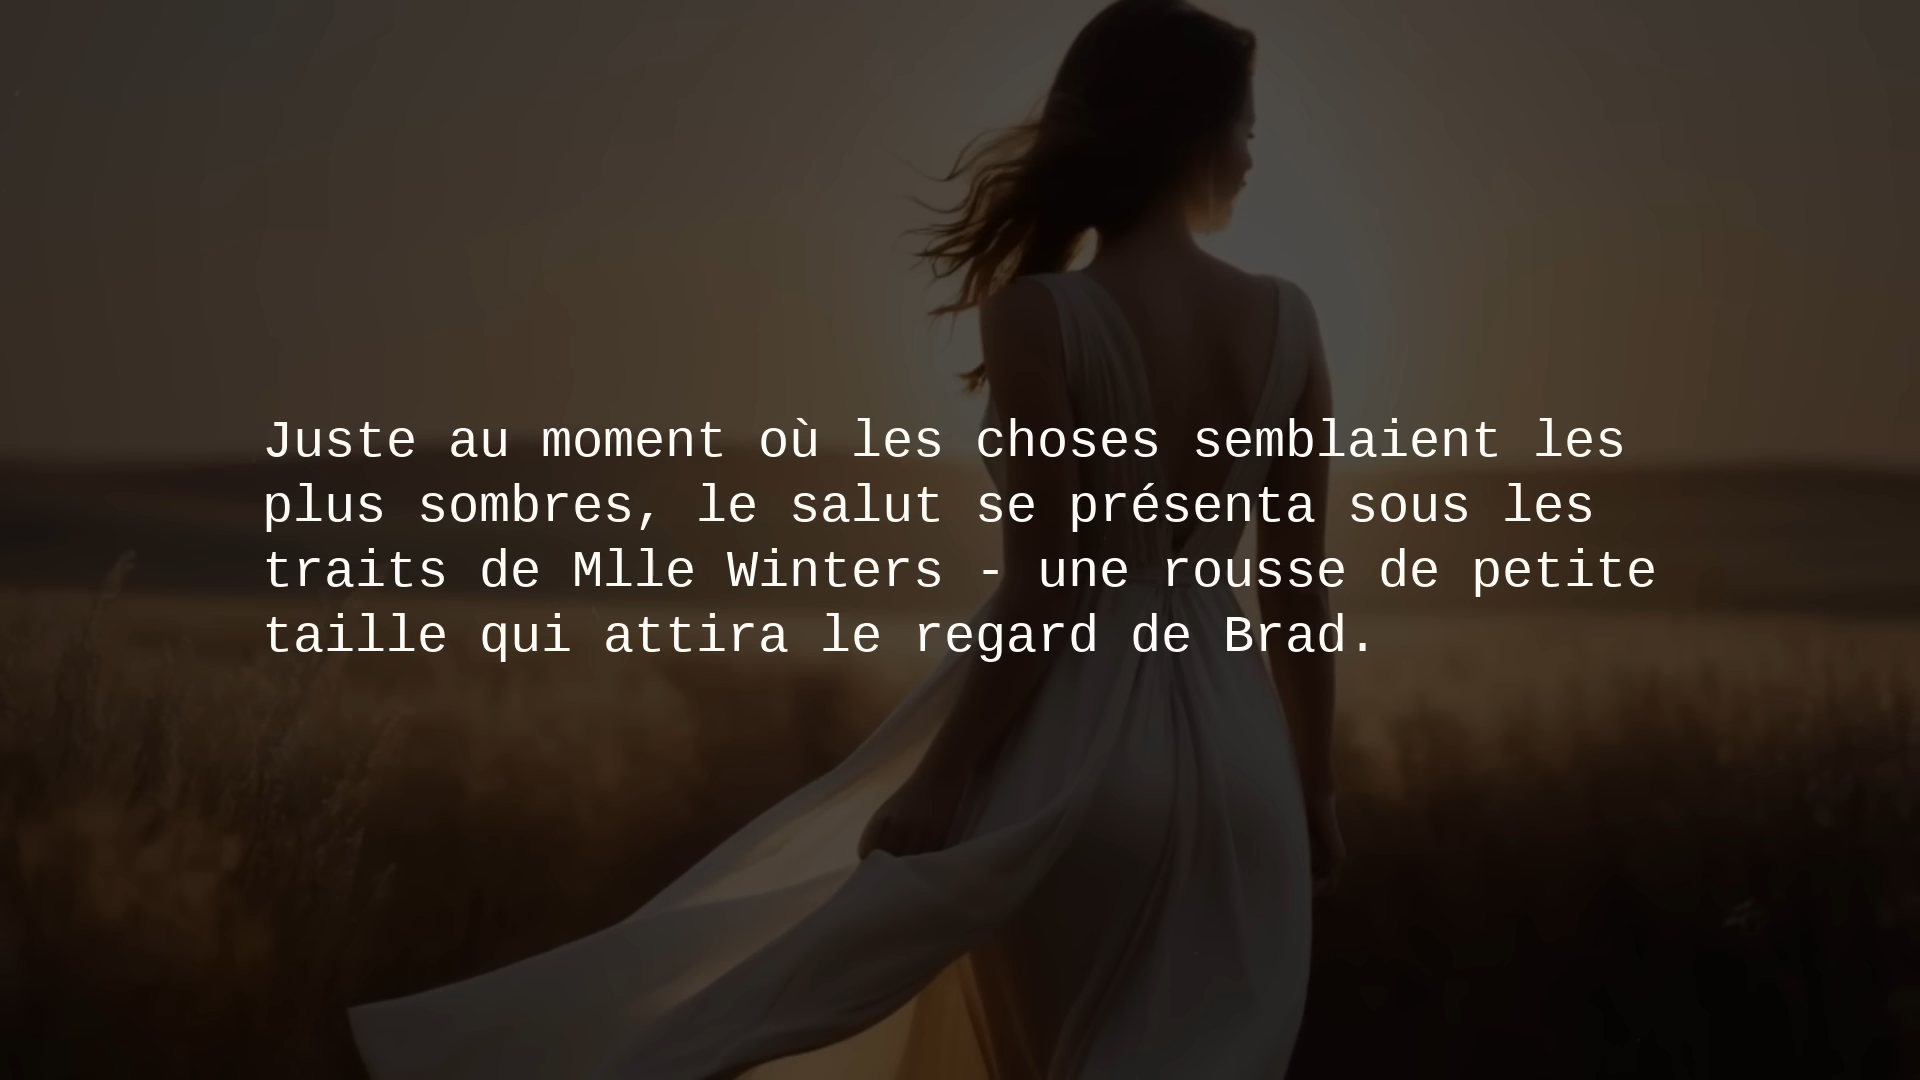 Juste au moment où les choses semblaient les
plus sombres, le salut se présenta sous les
traits de Mlle Winters - une rousse de petite
taille qui attira le regard de Brad.